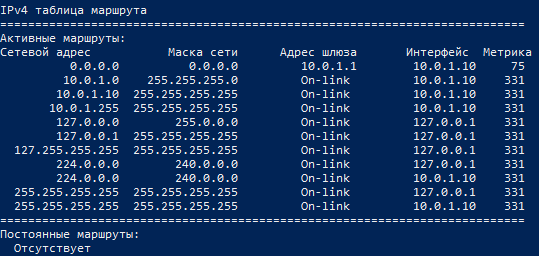 IPv4 таблица маршрута
===========================================================================
Активные маршруты:
Сетевой адрес           Маска сети      Адрес шлюза       Интерфейс  Метрика
          0.0.0.0          0.0.0.0         10.0.1.1        10.0.1.10     75
         10.0.1.0    255.255.255.0         On-link         10.0.1.10    331
        10.0.1.10  255.255.255.255         On-link         10.0.1.10    331
       10.0.1.255  255.255.255.255         On-link         10.0.1.10    331
        127.0.0.0        255.0.0.0         On-link         127.0.0.1    331
        127.0.0.1  255.255.255.255         On-link         127.0.0.1    331
  127.255.255.255  255.255.255.255         On-link         127.0.0.1    331
        224.0.0.0        240.0.0.0         On-link         127.0.0.1    331
        224.0.0.0        240.0.0.0         On-link         10.0.1.10    331
  255.255.255.255  255.255.255.255         On-link         127.0.0.1    331
  255.255.255.255  255.255.255.255         On-link         10.0.1.10    331
===========================================================================
Постоянные маршруты:
  Отсутствует